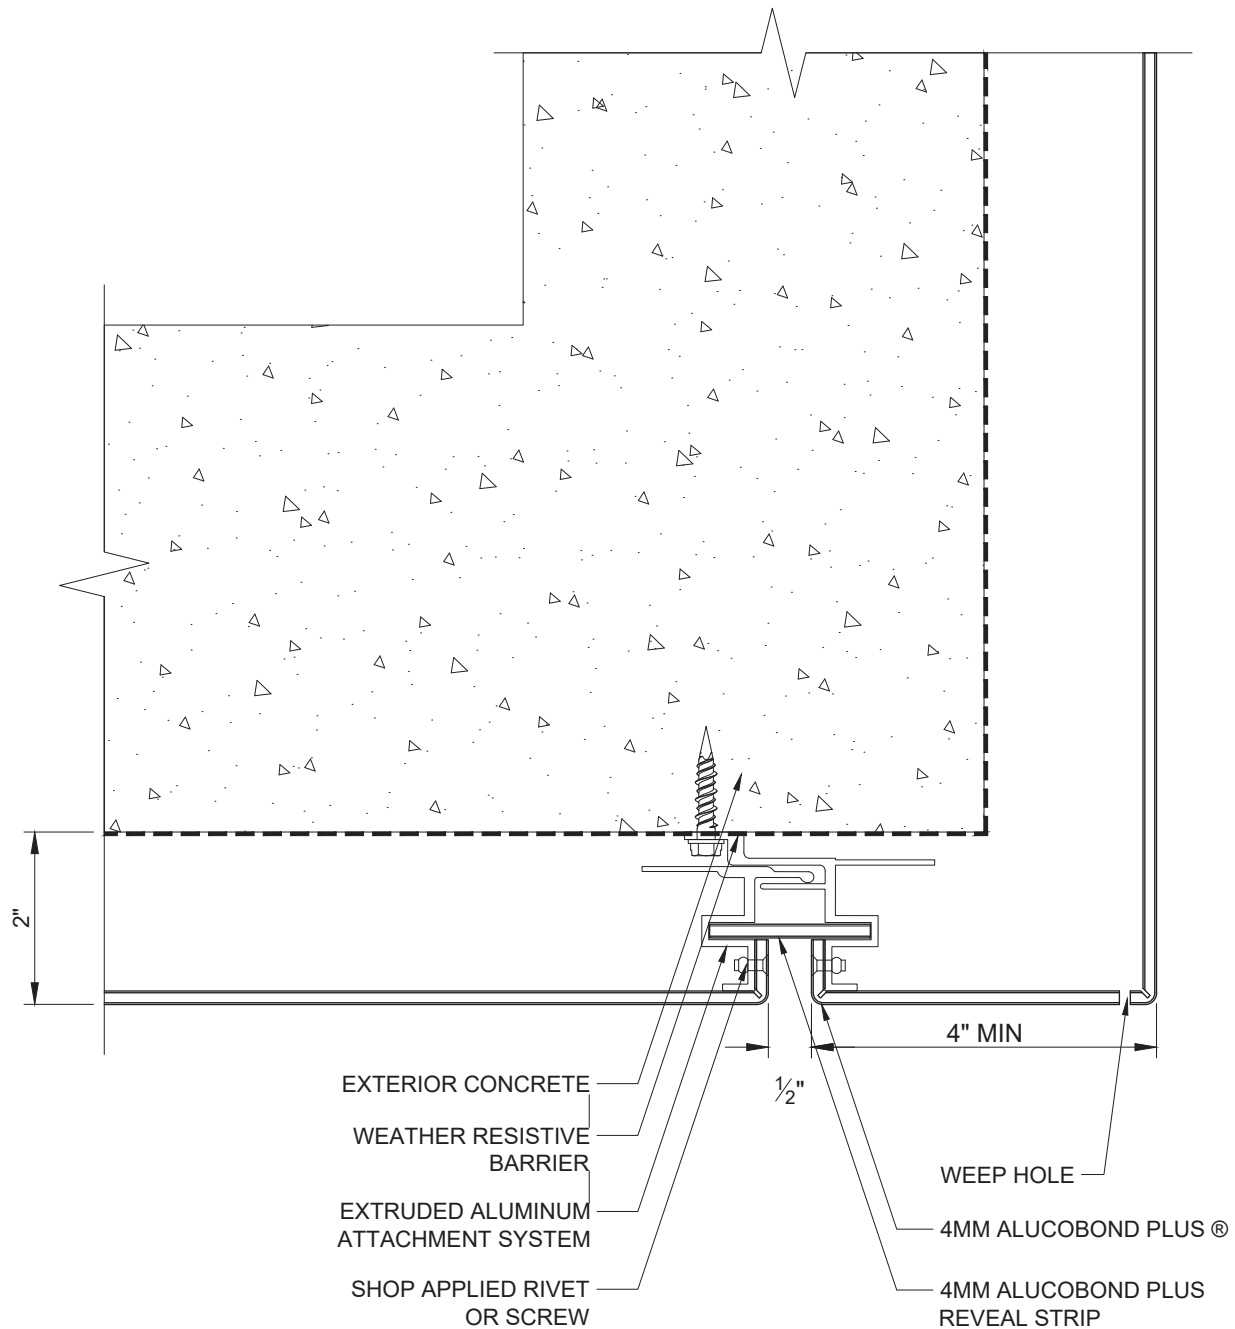 2"
4" MIN
½"
EXTERIOR CONCRETE
WEATHER RESISTIVE
BARRIER
EXTRUDED ALUMINUM
ATTACHMENT SYSTEM
SHOP APPLIED RIVET
OR SCREW
WEEP HOLE
4MM ALUCOBOND PLUS ®
4MM ALUCOBOND PLUS
REVEAL STRIP